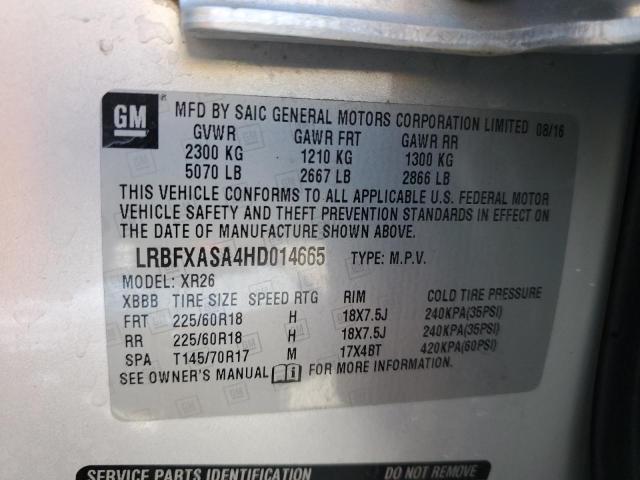 GM
MFD BY SAIC GENERAL MOTORS CORPORATION LIMITED 08/16
GVWR GAWR FRT GAWR RR
2300 KG 1210 KG 1300 KG
5070 LB 2667 LB 2866 LB
THIS VEHICLE CONFORMS TO ALL APPLICABLE U.S. FEDERAL MOTOR
VEHICLE SAFETY AND THEFT PREVENTION STANDARDS IN EFFECT ON
THE DATE OF MANUFACTURE SHOWN ABOVE.
LRBFXASA4HD014665 TYPE: M.P.V.
MODEL: XR26
XBBB TIRE SIZE SPEED RTG RIM COLD TIRE PRESSURE
FRT 225/60R18 H 18X7.5J 240KPA(35PSI)
RR 225/60R18 H 18X7.5J 240KPA(35PSI)
SPA T145/70R17 M 17X4BT 420KPA(60PSI)
SEE OWNER'S MANUAL FOR MORE INFORMATION.
SERVICE PARTS IDENTIFICATION DO NOT REMOVE